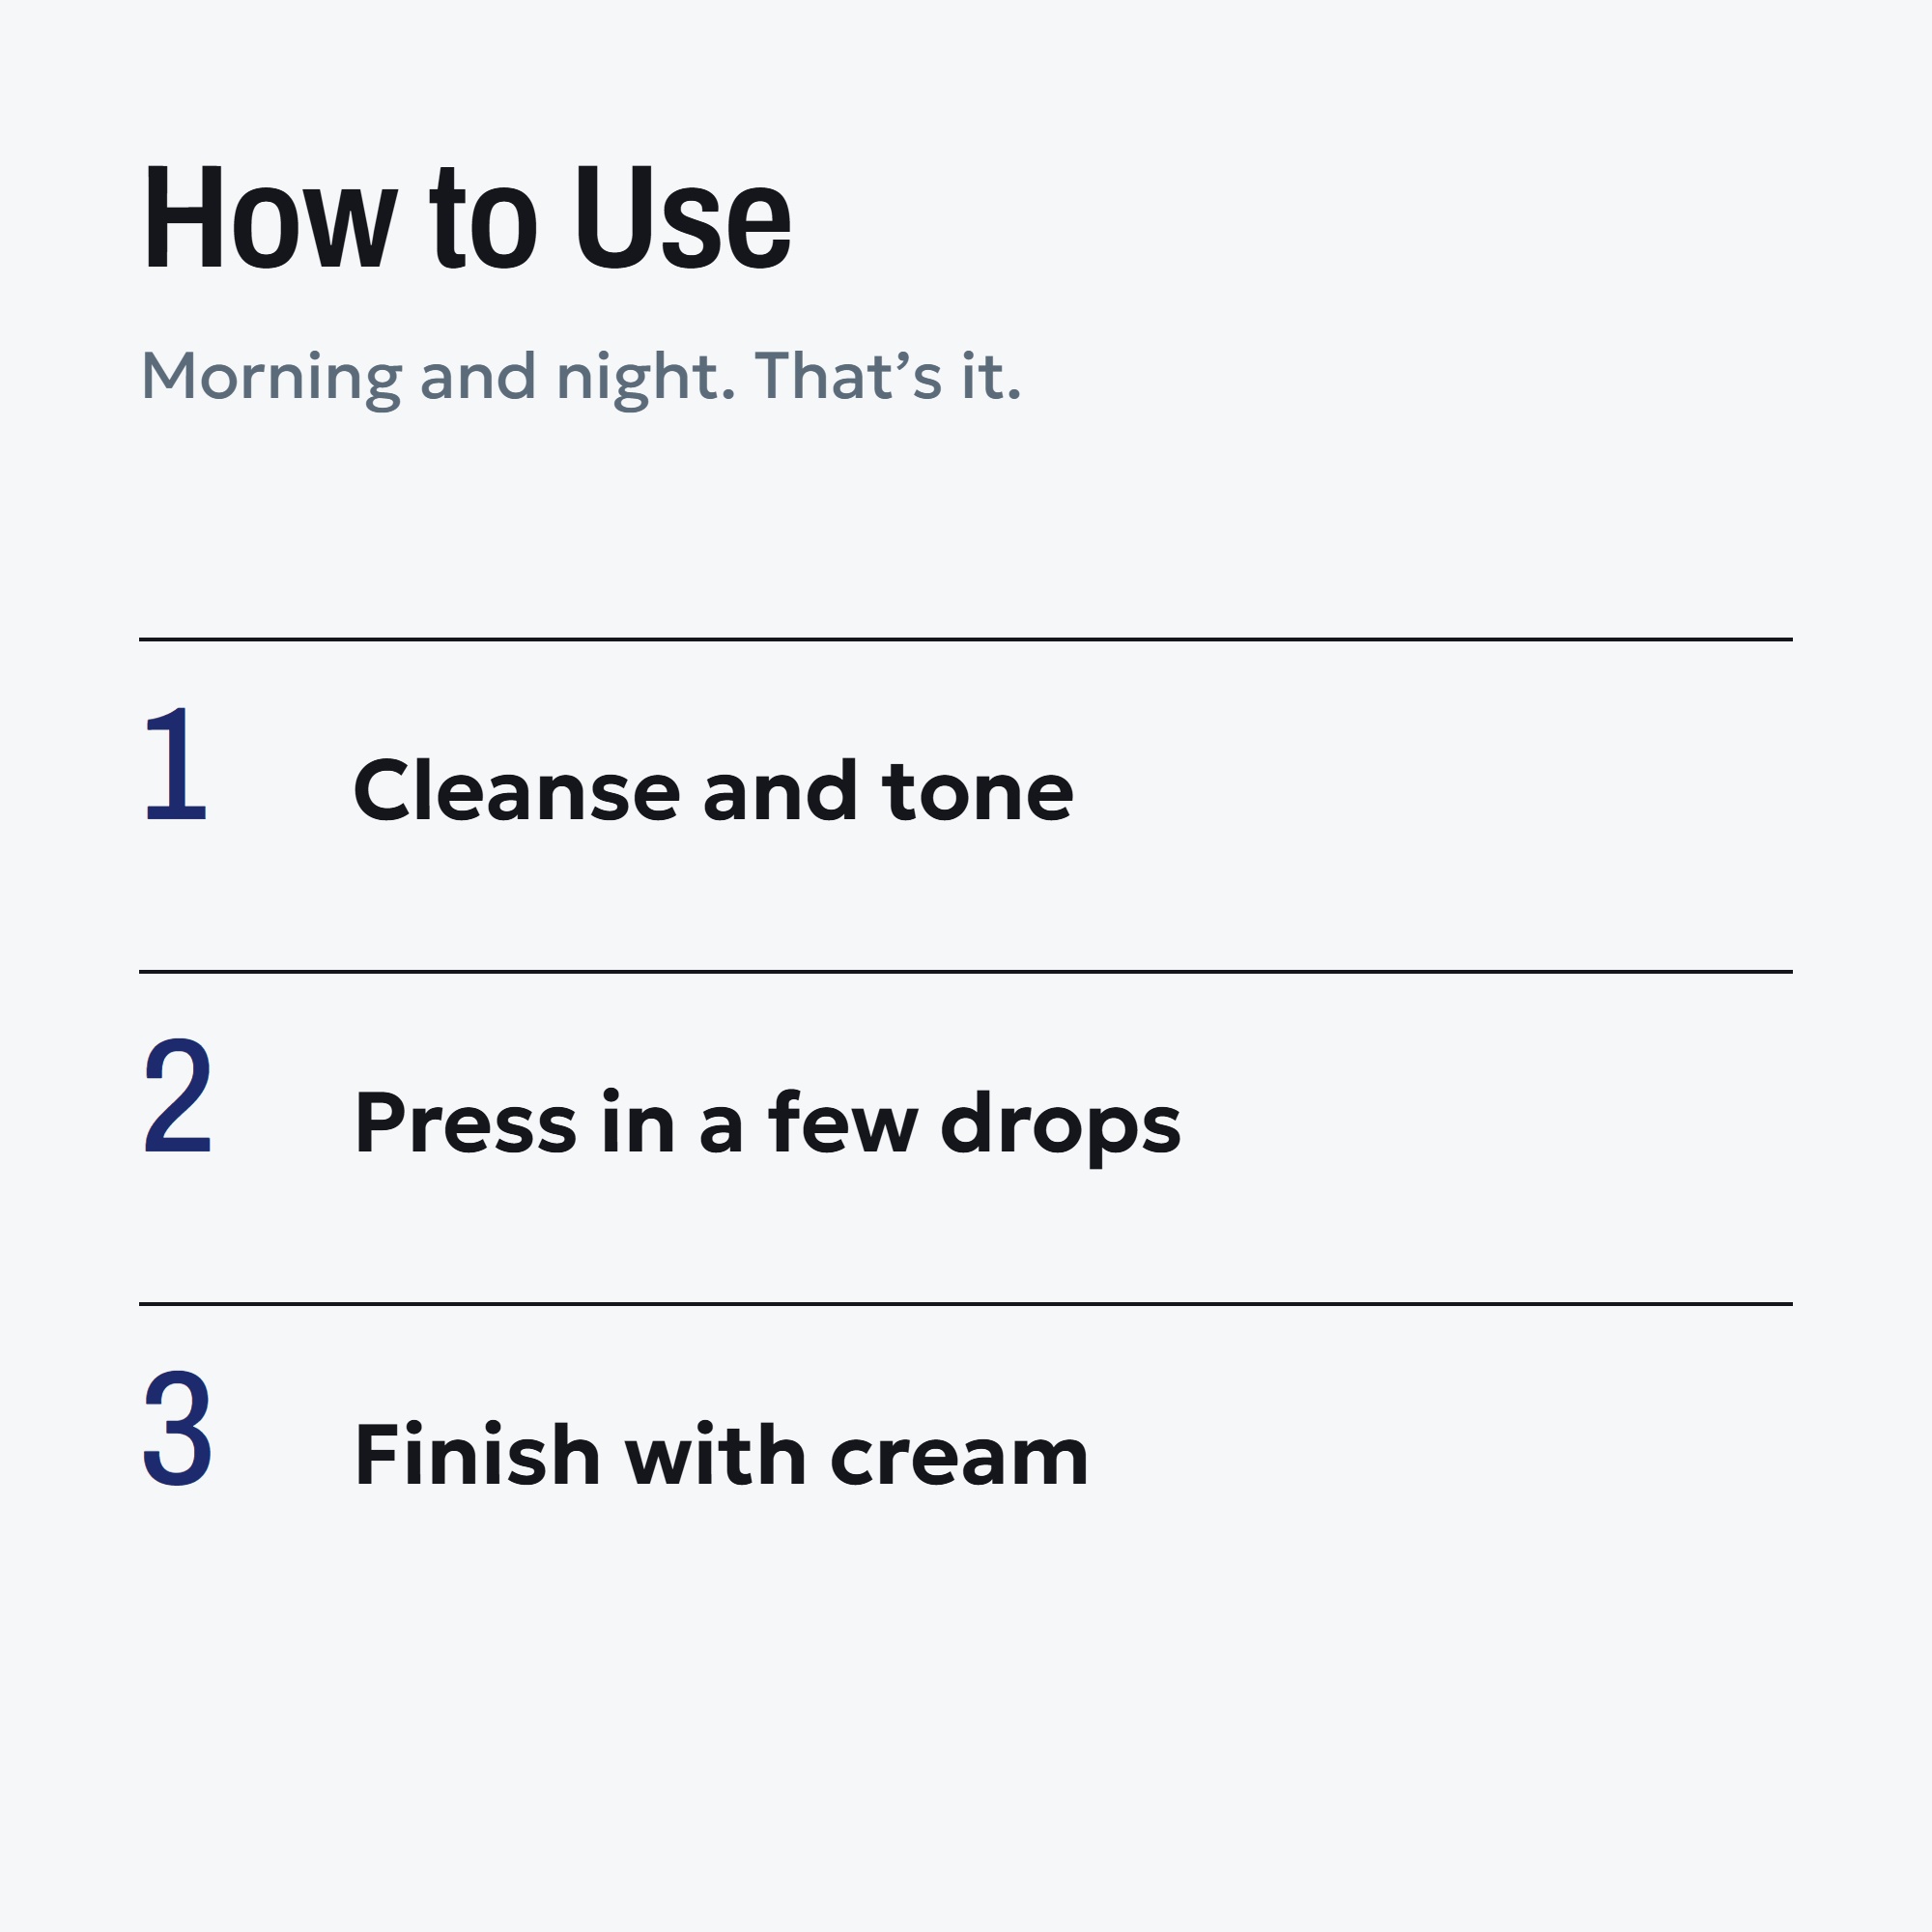 How to Use
Morning and night. That’s it.
1 Cleanse and tone
2 Press in a few drops
3 Finish with cream